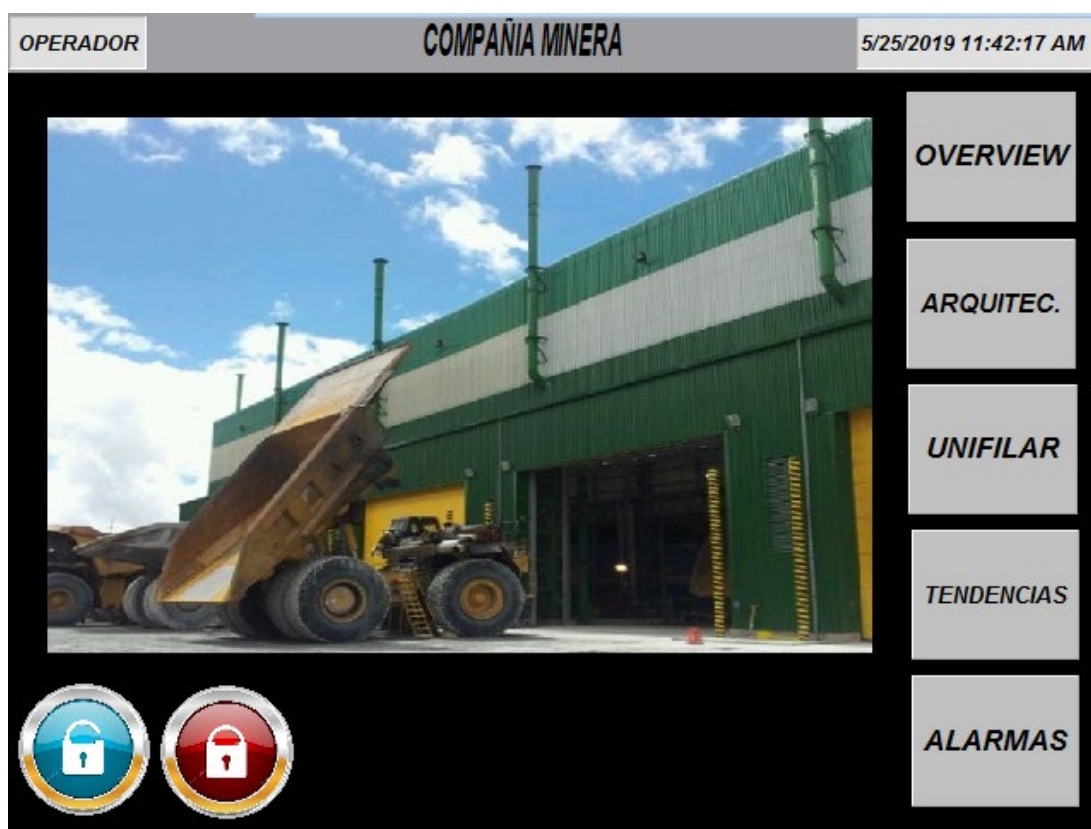 OPERADOR
COMPAÑIA MINERA
5/25/2019 11:42:17 AM
OVERVIEW
ARQUITEC.
UNIFILAR
TENDENCIAS
ALARMAS